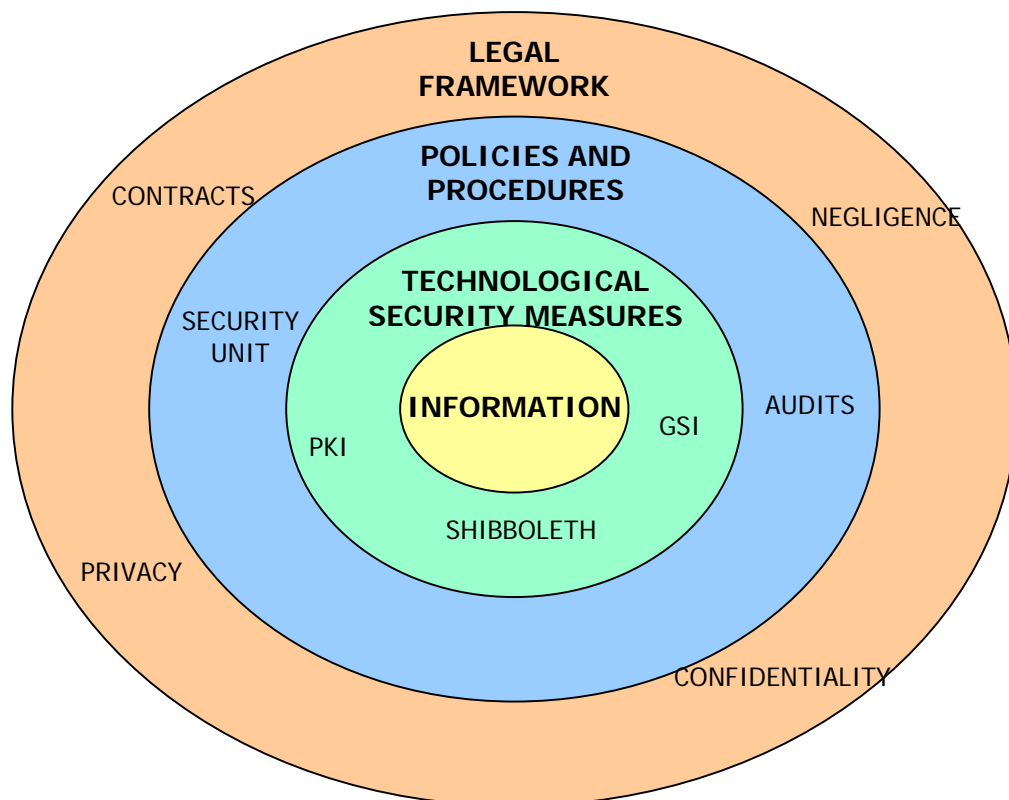 LEGAL
FRAMEWORK
POLICIES AND
PROCEDURES
CONTRACTS
NEGLIGENCE
TECHNOLOGICAL
SECURITY MEASURES
SECURITY
UNIT
INFORMATION
AUDITS
GSI
PKI
SHIBBOLETH
PRIVACY
CONFIDENTIALITY